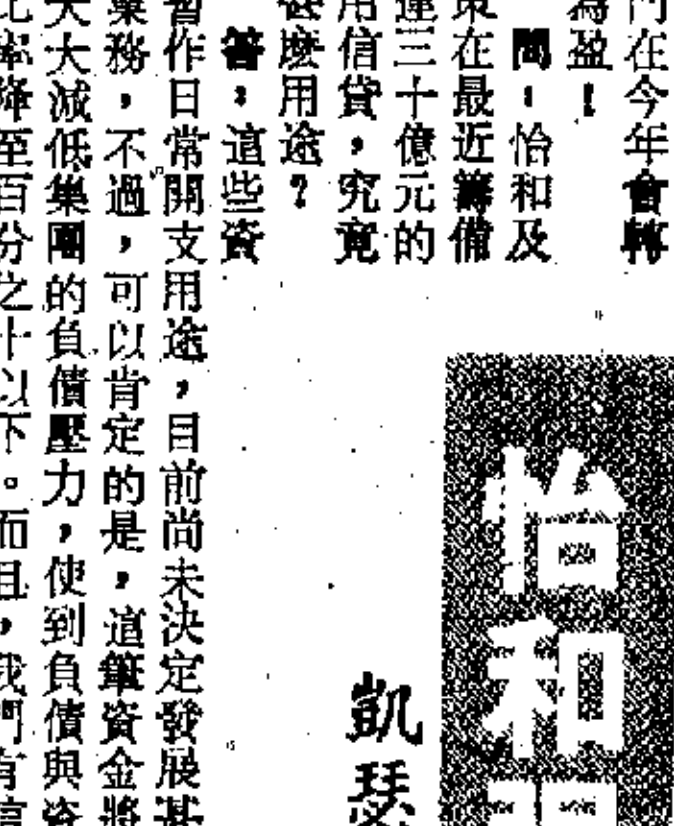 門在今年會轉
為盈！
問：怡和及
策在最近籌備
達三十億元的
用信貸，究竟
甚麼用途？
答：這些資
暫作日常開支用途，目前尚未決定發展甚
業務，不過，可以肯定的是，這筆資金將
大大減低集團的負債壓力，使到負債與資
比率降至百分之十以下。而且，我們有信
怡和
凱瑟